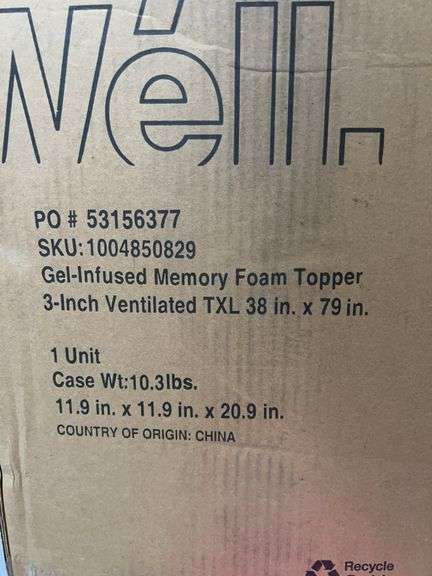 Wéll.
PO # 53156377
SKU:1004850829
Gel-Infused Memory Foam Topper
3-Inch Ventilated TXL 38 in. x 79 in.
1 Unit
Case Wt:10.3lbs.
11.9 in. x 11.9 in. x 20.9 in.
COUNTRY OF ORIGIN: CHINA
Recycle